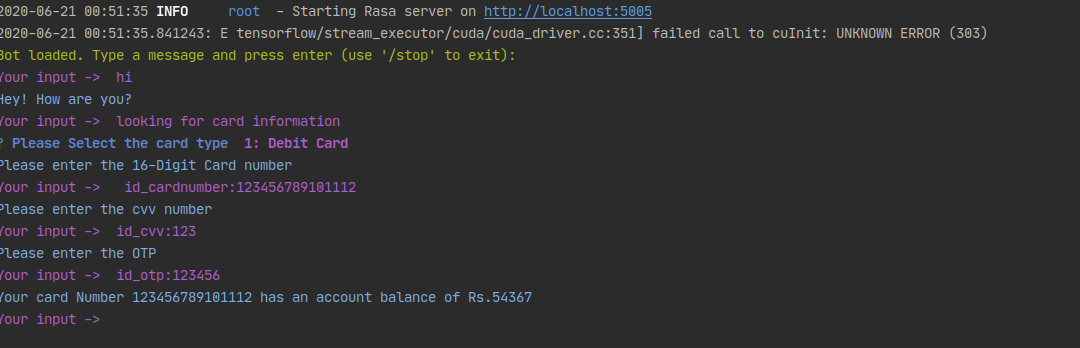 2020-06-21 00:51:35 INFO     root  - Starting Rasa server on http://localhost:5005
2020-06-21 00:51:35.841243: E tensorflow/stream_executor/cuda/cuda_driver.cc:351] failed call to cuInit: UNKNOWN ERROR (303)
Bot loaded. Type a message and press enter (use '/stop' to exit):
Your input ->  hi
Hey! How are you?
Your input ->  looking for card information
? Please Select the card type  1: Debit Card
Please enter the 16-Digit Card number
Your input ->   id_cardnumber:123456789101112
Please enter the cvv number
Your input ->  id_cvv:123
Please enter the OTP
Your input ->  id_otp:123456
Your card Number 123456789101112 has an account balance of Rs.54367
Your input ->